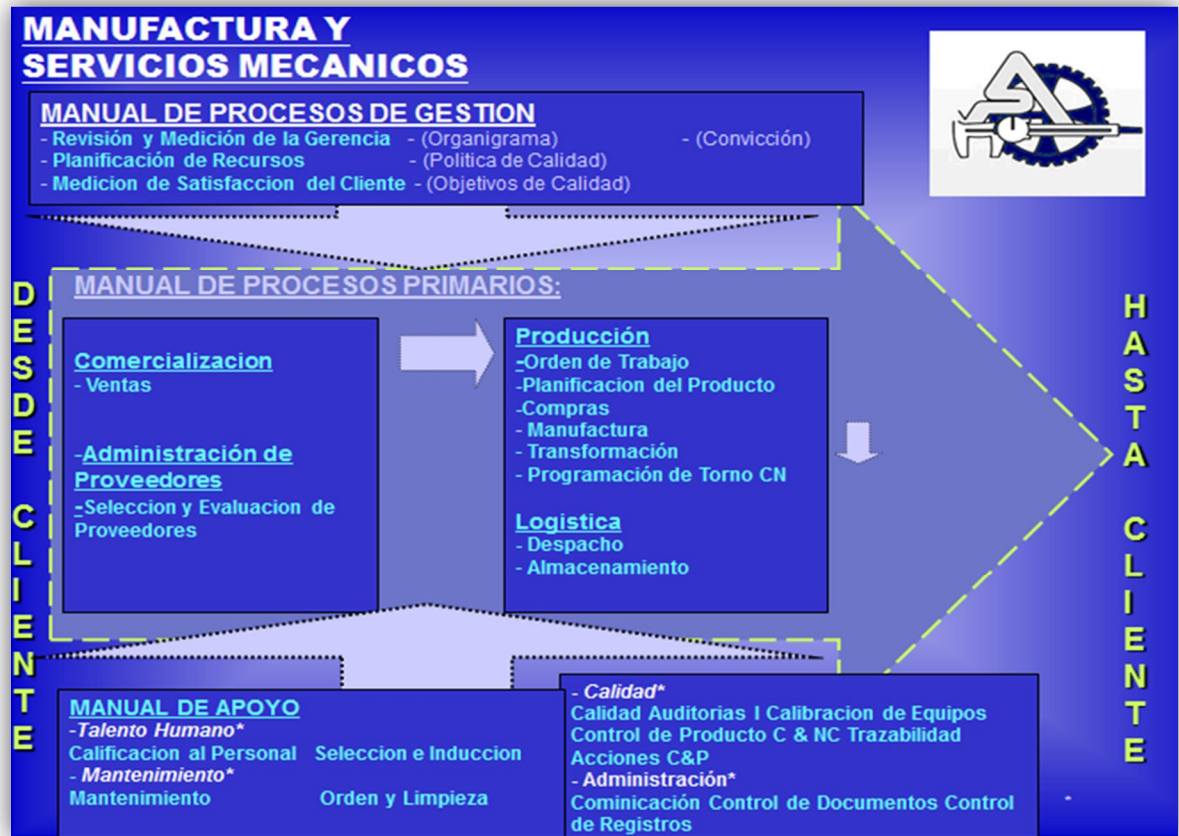 MANUFACTURA Y
SERVICIOS MECANICOS
MANUAL DE PROCESOS DE GESTION
- Revisión y Medición de la Gerencia - (Organigrama) - (Convicción)
- Planificación de Recursos - (Politica de Calidad)
- Medicion de Satisfaccion del Cliente - (Objetivos de Calidad)
DESDE CLIENTE
MANUAL DE PROCESOS PRIMARIOS:
Comercializacion
- Ventas
-Administración de
Proveedores
-Seleccion y Evaluacion de
Proveedores
Producción
-Orden de Trabajo
-Planificacion del Producto
-Compras
- Manufactura
- Transformación
- Programación de Torno CN
Logistica
- Despacho
- Almacenamiento
HASTA CLIENTE
MANUAL DE APOYO
-Talento Humano*
Calificacion al Personal Seleccion e Induccion
- Mantenimiento*
Mantenimiento Orden y Limpieza
- Calidad*
Calidad Auditorias I Calibracion de Equipos
Control de Producto C & NC Trazabilidad
Acciones C&P
- Administración*
Cominicación Control de Documentos Control
de Registros